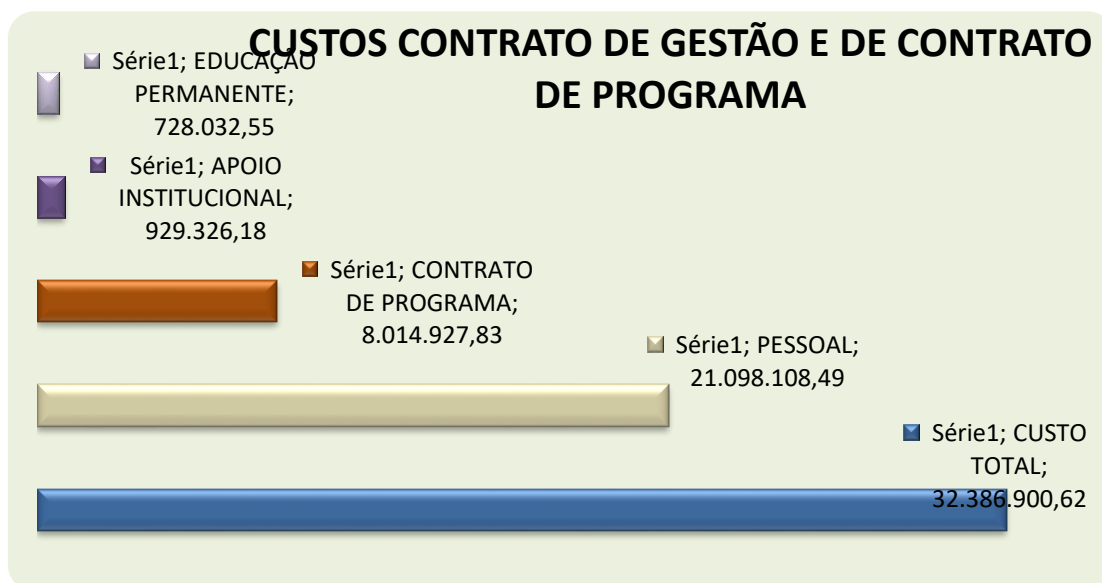 CUSTOS CONTRATO DE GESTÃO E DE CONTRATO
DE PROGRAMA
Série1; EDUCAÇÃO
PERMANENTE;
728.032,55
Série1; APOIO
INSTITUCIONAL;
929.326,18
Série1; CONTRATO
DE PROGRAMA;
8.014.927,83
Série1; PESSOAL;
21.098.108,49
Série1; CUSTO
TOTAL;
32.386.900,62